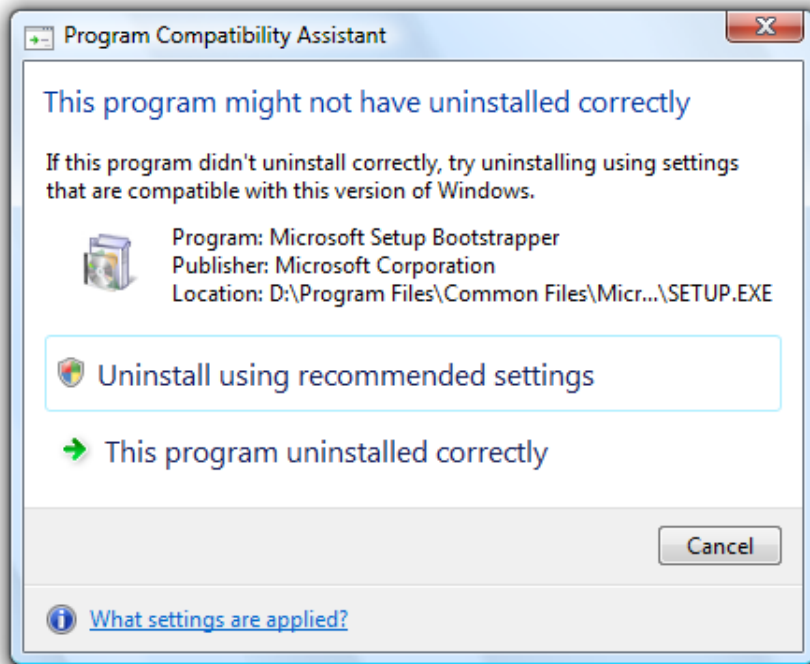 Program Compatibility Assistant
This program might not have uninstalled correctly
If this program didn't uninstall correctly, try uninstalling using settings
that are compatible with this version of Windows.
Program: Microsoft Setup Bootstrapper
Publisher: Microsoft Corporation
Location: D:\Program Files\Common Files\Micr...\SETUP.EXE
Uninstall using recommended settings
This program uninstalled correctly
Cancel
What settings are applied?